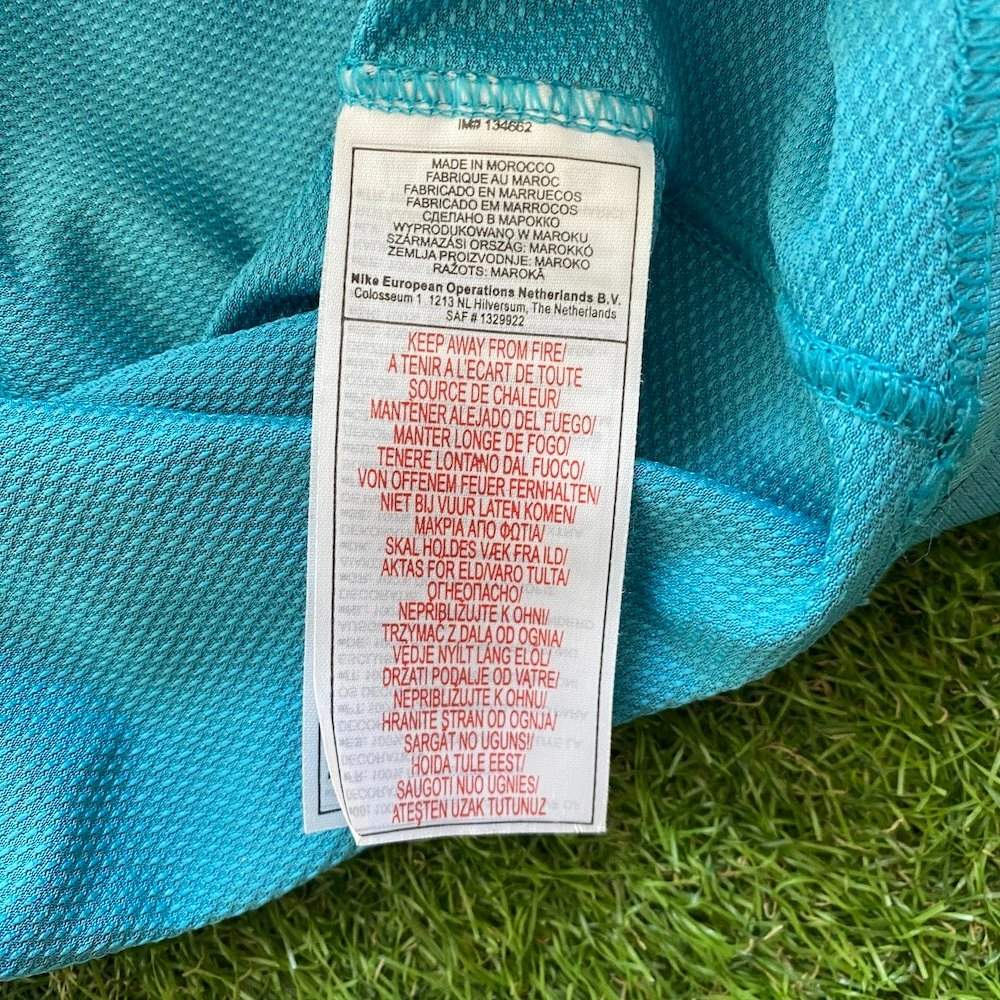 IM# 134662
MADE IN MOROCCO
FABRIQUE AU MAROC
FABRICADO EN MARRUECOS
FABRICADO EM MARROCOS
СДЕЛАНО В МАРОККО
WYPRODUKOWANO W MAROKU
SZÁRMAZÁSI ORSZÁG: MAROKKÓ
ZEMLJA PROIZVODNJE: MAROKO
RAŽOTS: MAROKĀ
Nike European Operations Netherlands B.V.
Colosseum 1 1213 NL Hilversum, The Netherlands
SAF # 1329922
KEEP AWAY FROM FIRE/
A TENIR A L'ECART DE TOUTE
SOURCE DE CHALEUR/
MANTENER ALEJADO DEL FUEGO/
MANTER LONGE DE FOGO/
TENERE LONTANO DAL FUOCO/
VON OFFENEM FEUER FERNHALTEN/
NIET BIJ VUUR LATEN KOMEN/
ΜΑΚΡΙΑ ΑΠΟ ΦΩΤΙΑ/
SKAL HOLDES VÆK FRA ILD/
AKTAS FÖR ELD/VARO TULTA/
ОГНЕОПАСНО/
NEPŘIBLIŽUJTE K OHNI/
TRZYMAĆ Z DALA OD OGNIA/
VÉDJE NYÍLT LÁNG ELŐL/
DRŽATI PODALJE OD VATRE/
NEPRIBLIŽUJTE K OHNU/
HRANITE STRAN OD OGNJA/
SARGĀT NO UGUNS!/
HOIDA TULE EEST/
SAUGOTI NUO UGNIES/
ATEŞTEN UZAK TUTUNUZ